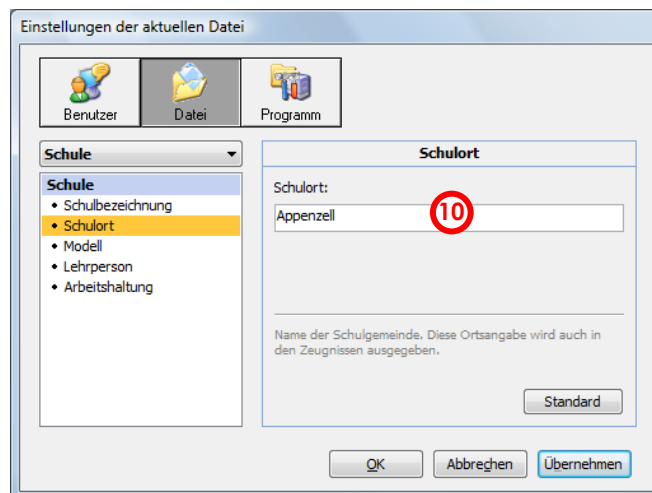 Einstellungen der aktuellen Datei
Benutzer
Datei
Programm
Schule
Schule
• Schulbezeichnung
• Schulort
• Modell
• Lehrperson
• Arbeitshaltung
Schulort
Schulort:
Appenzell
10
Name der Schulgemeinde. Diese Ortsangabe wird auch in
den Zeugnissen ausgegeben.
Standard
OK
Abbrechen
Übernehmen